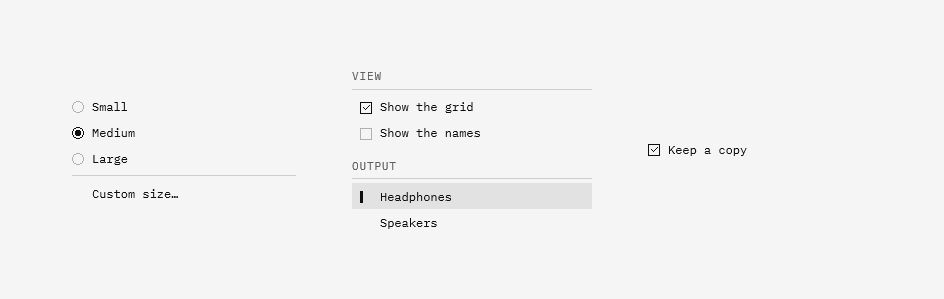 Small
Medium
Large
Custom size…
VIEW
Show the grid
Show the names
OUTPUT
Headphones
Speakers
Keep a copy